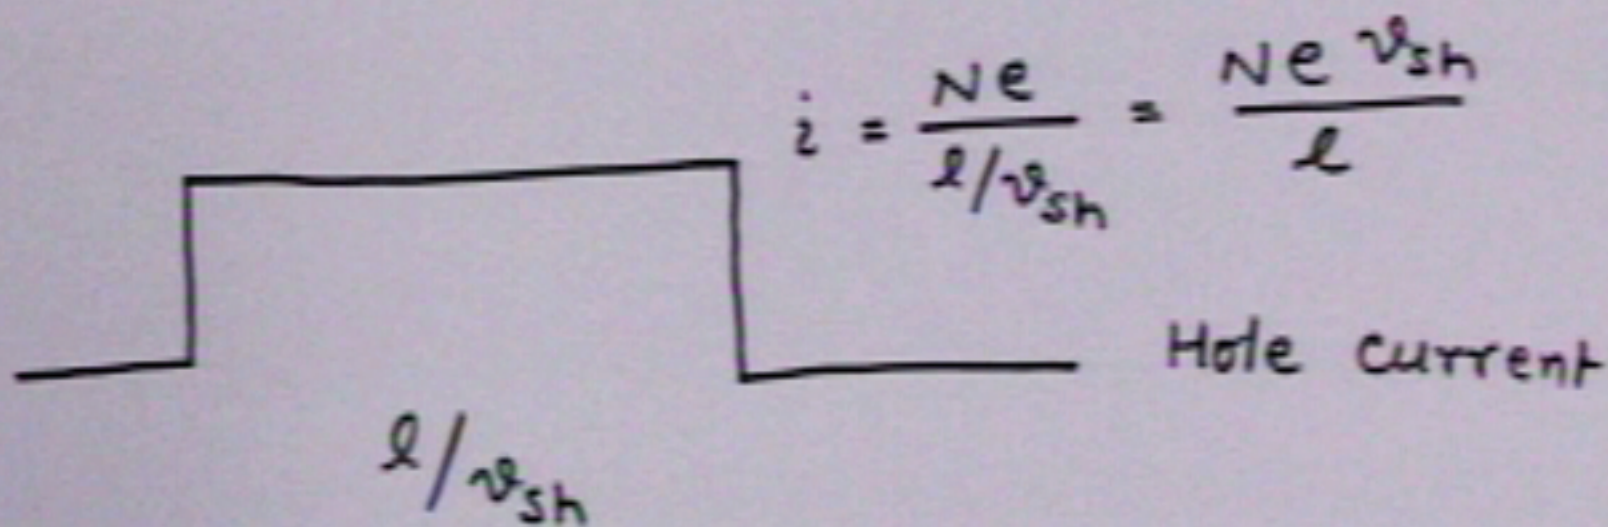 i = Ne / l/v_sh = Ne v_sh / l
Hole current
l/v_sh